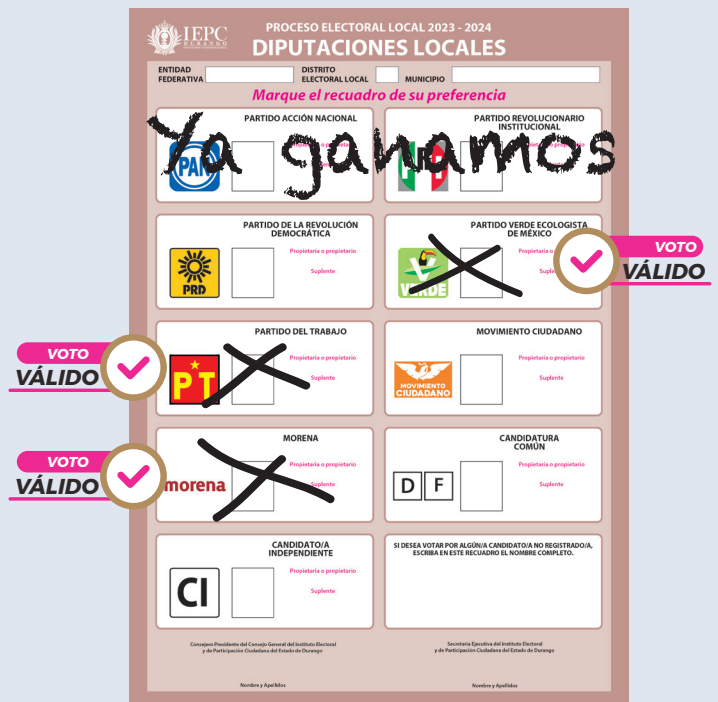 IEPC
DURANGO
PROCESO ELECTORAL LOCAL 2023 - 2024
DIPUTACIONES LOCALES
ENTIDAD
FEDERATIVA
DISTRITO
ELECTORAL LOCAL
MUNICIPIO
Marque el recuadro de su preferencia
PARTIDO ACCIÓN NACIONAL
PAN
PARTIDO REVOLUCIONARIO
INSTITUCIONAL
Ya ganamos
PARTIDO DE LA REVOLUCIÓN
DEMOCRÁTICA
PRD
Propietaria o propietario
Suplente
PARTIDO VERDE ECOLOGISTA
DE MÉXICO
VERDE
VOTO
VÁLIDO
PARTIDO DEL TRABAJO
PT
Propietaria o propietario
Suplente
VOTO
VÁLIDO
MOVIMIENTO CIUDADANO
MOVIMIENTO
CIUDADANO
Propietaria o propietario
Suplente
MORENA
morena
Propietaria o propietario
Suplente
VOTO
VÁLIDO
CANDIDATURA
COMÚN
D F
Propietaria o propietario
Suplente
CANDIDATO/A
INDEPENDIENTE
CI
Propietaria o propietario
Suplente
SI DESEA VOTAR POR ALGÚN/A CANDIDATO/A NO REGISTRADO/A,
ESCRIBA EN ESTE RECUADRO EL NOMBRE COMPLETO.
Consejero Presidente del Consejo General del Instituto Electoral
y de Participación Ciudadana del Estado de Durango
Nombre y Apellidos
Secretaria Ejecutiva del Instituto Electoral
y de Participación Ciudadana del Estado de Durango
Nombre y Apellidos